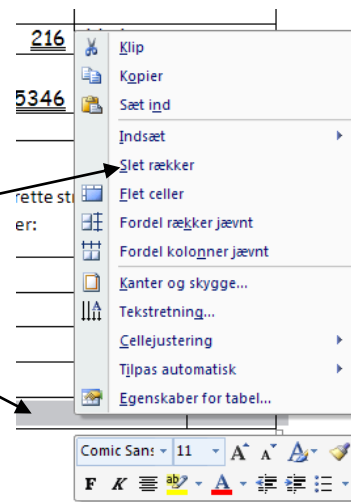 216
Klip
Kopier
5346
Sæt ind
Indsæt
Slet rækker
rette st
Flet celler
er:
Fordel rækker jævnt
Fordel kolonner jævnt
Kanter og skygge...
Tekstretning...
Cellejustering
Tilpas automatisk
Egenskaber for tabel...
Comic Sans 11 A A A
F K ab A